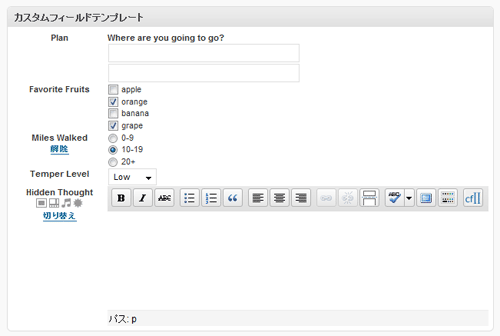 カスタムフィールドテンプレート
Plan
Where are you going to go?
Favorite Fruits
apple
orange
banana
grape
Miles Walked
解除
0-9
10-19
20+
Temper Level
Low
Hidden Thought
切り替え
B I ABC ABC cf
パス: p